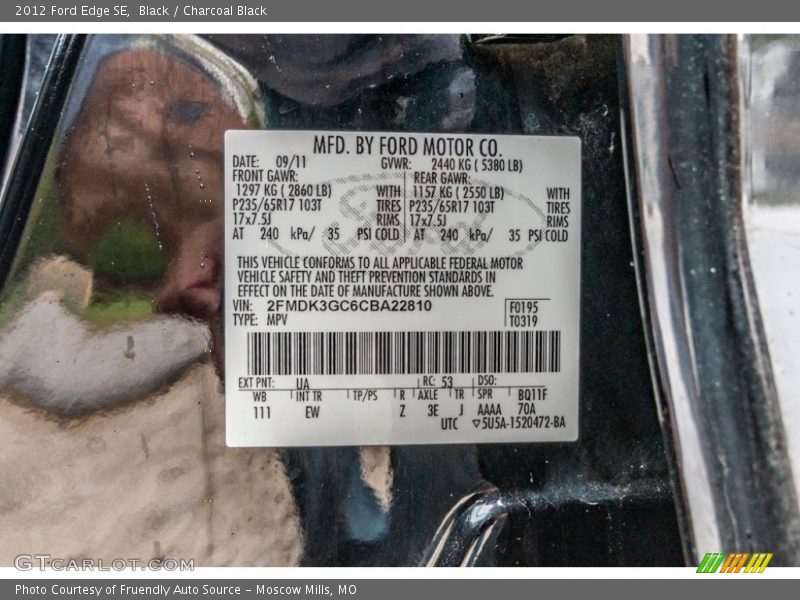 2012 Ford Edge SE, Black / Charcoal Black
MFD. BY FORD MOTOR CO.
DATE: 09/11 GVWR: 2440 KG ( 5380 LB)
FRONT GAWR: REAR GAWR:
1297 KG ( 2860 LB) WITH 1157 KG ( 2550 LB) WITH
P235/65R17 103T TIRES P235/65R17 103T TIRES
17x7.5J RIMS 17x7.5J RIMS
AT 240 kPa/ 35 PSI COLD AT 240 kPa/ 35 PSI COLD
THIS VEHICLE CONFORMS TO ALL APPLICABLE FEDERAL MOTOR
VEHICLE SAFETY AND THEFT PREVENTION STANDARDS IN
EFFECT ON THE DATE OF MANUFACTURE SHOWN ABOVE.
VIN: 2FMDK3GC6CBA22810 F0195
TYPE: MPV T0319
EXT PNT: UA RC: 53 DSO:
WB INT TR TP/PS R AXLE TR SPR BQ11F
111 EW Z 3E J AAAA 70A
UTC ▽5U5A-1520472-BA
GTCARLOT.COM
Photo Courtesy of Fruendly Auto Source - Moscow Mills, MO